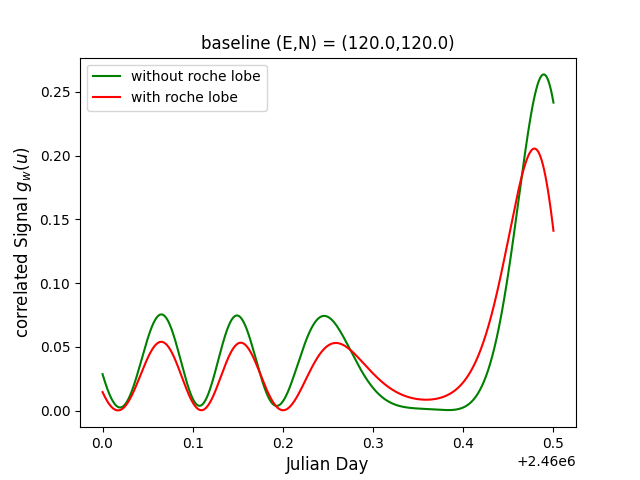 baseline (E,N) = (120.0,120.0)
without roche lobe
with roche lobe
correlated Signal $g_w(u)$
0.25
0.20
0.15
0.10
0.05
0.00
0.0 0.1 0.2 0.3 0.4 0.5
Julian Day
+2.46e6